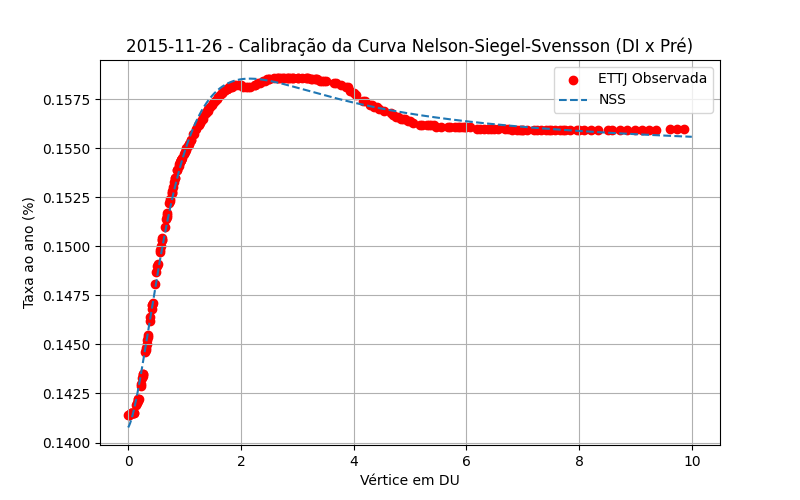 2015-11-26 - Calibração da Curva Nelson-Siegel-Svensson (DI x Pré)
ETTJ Observada
NSS
Taxa ao ano (%)
0.1575
0.1550
0.1525
0.1500
0.1475
0.1450
0.1425
0.1400
0 2 4 6 8 10
Vértice em DU